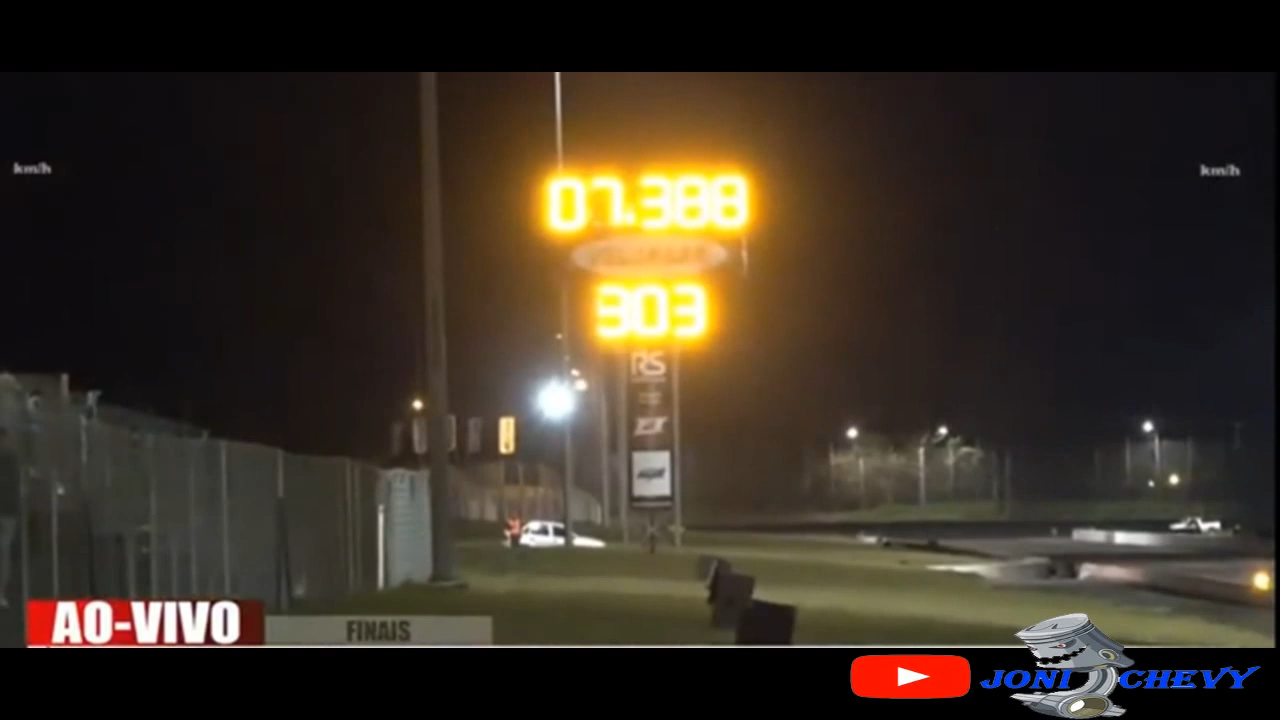 km/h
km/h
07.388
303
RS
AO-VIVO
FINAIS
JONI CHEVY